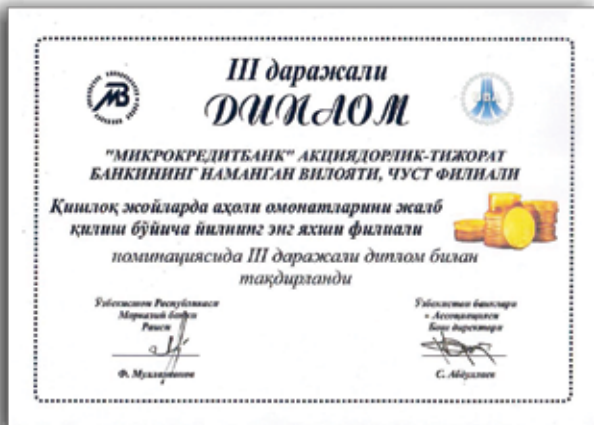 III даражали
ДИПЛОМ
"МИКРОКРЕДИТБАНК" АКЦИЯДОРЛИК-ТИЖОРАТ
БАНКИНИНГ НАМАНГАН ВИЛОЯТИ, ЧУСТ ФИЛИАЛИ
Қишлоқ жойларда аҳоли омонатларини жалб
қилиш бўйича йилнинг энг яхши филиали
номинациясида III даражали диплом билан
тақдирланди
Ўзбекистон Республикаси
Марказий банки
Раиси
Ф. Муллажонов
Ўзбекистон банклари
Ассоциацияси
Бош директори
С. Абдуллаев